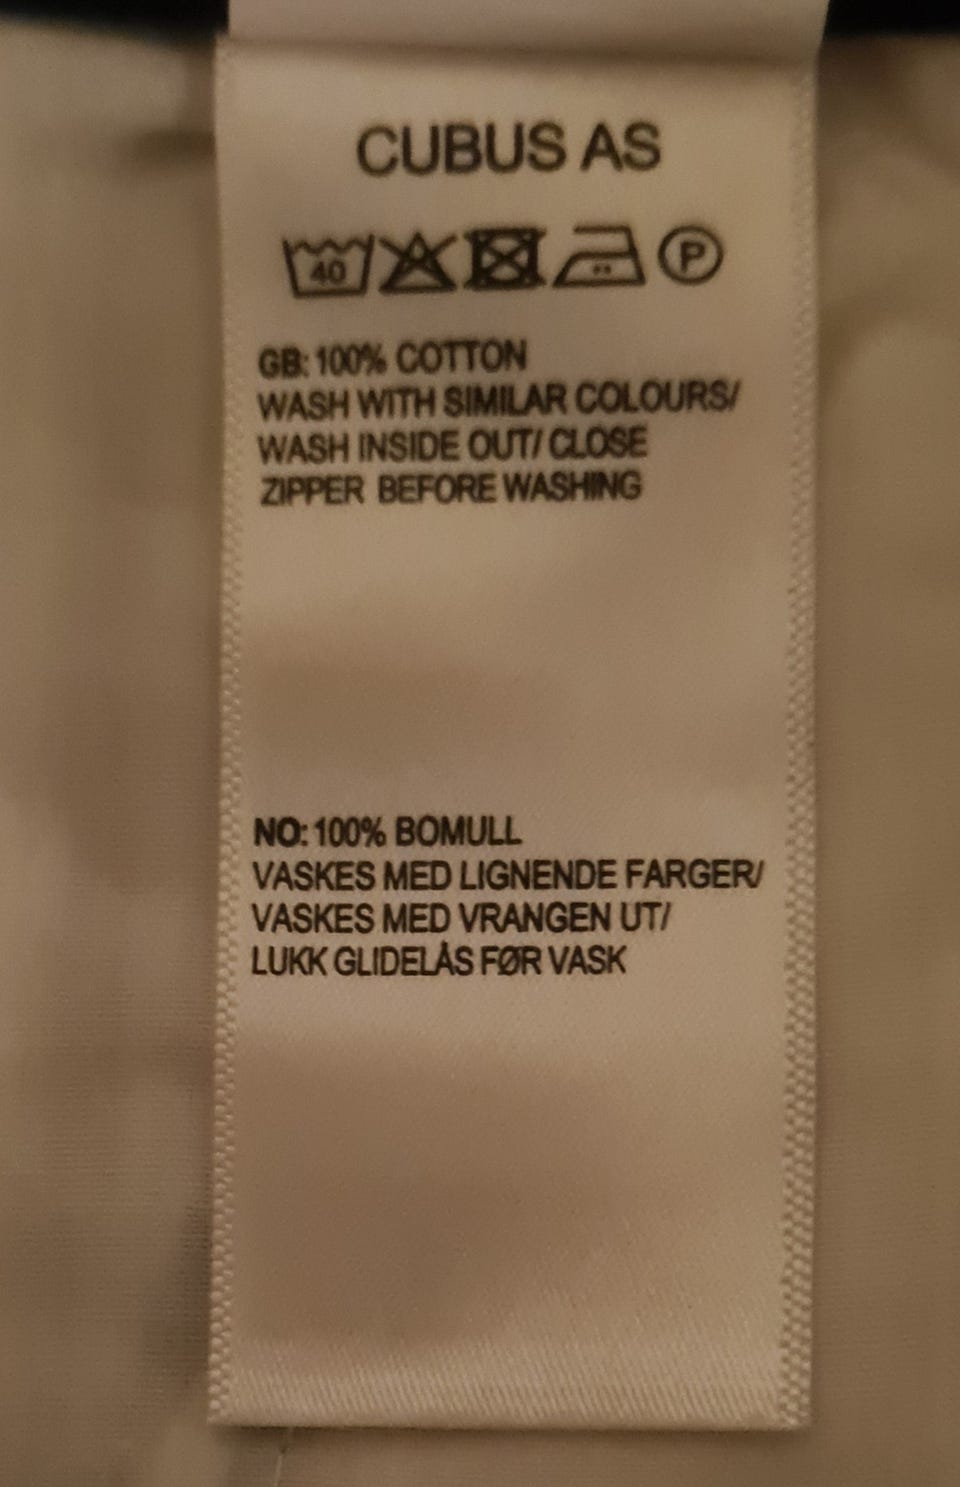 CUBUS AS
40 P
GB: 100% COTTON
WASH WITH SIMILAR COLOURS/
WASH INSIDE OUT/ CLOSE
ZIPPER BEFORE WASHING
NO: 100% BOMULL
VASKES MED LIGNENDE FARGER/
VASKES MED VRANGEN UT/
LUKK GLIDELÅS FØR VASK